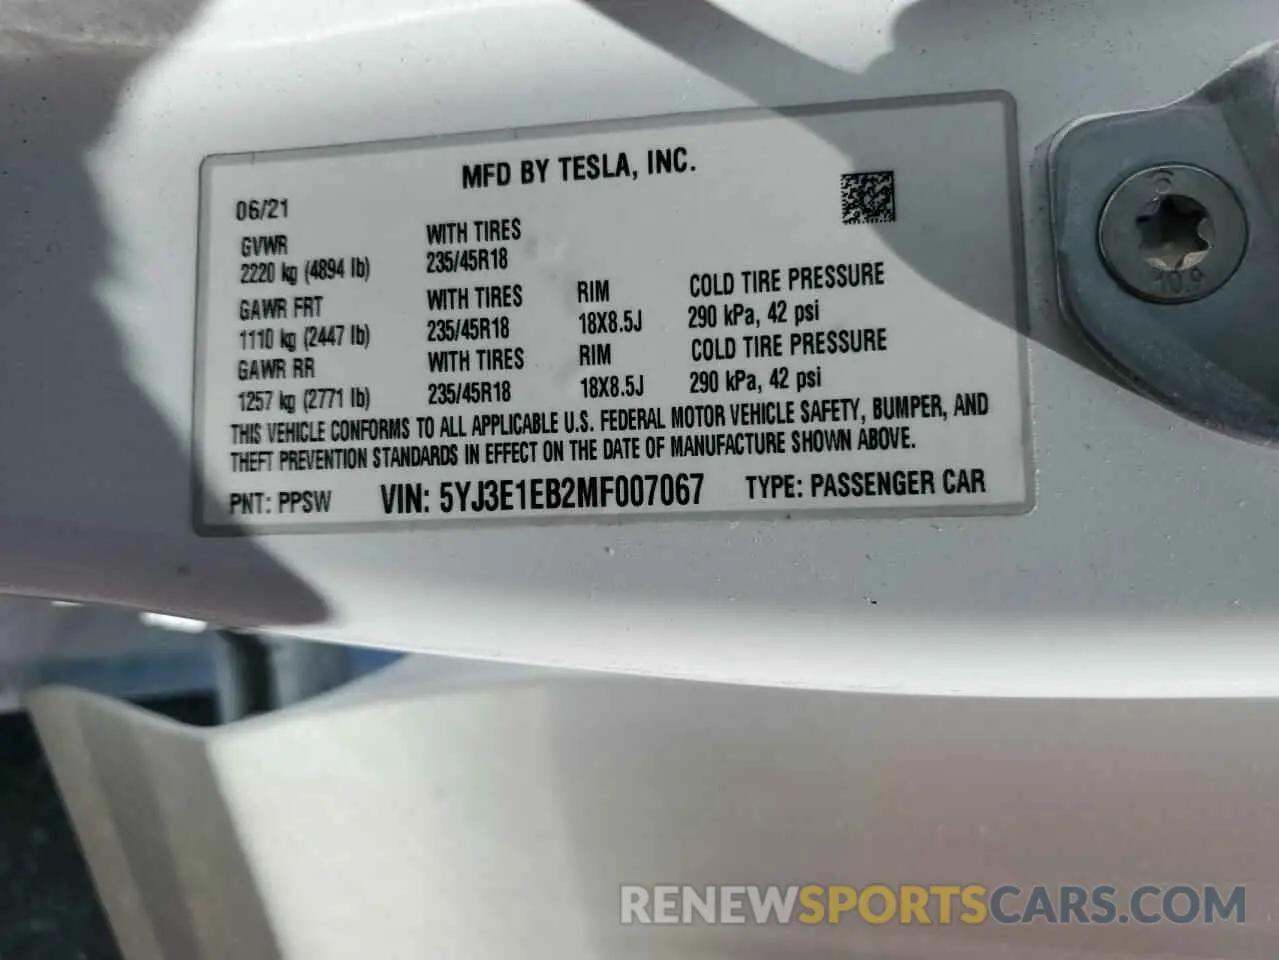 MFD BY TESLA, INC.
06/21
GVWR
2220 kg (4894 lb)
WITH TIRES
235/45R18
GAWR FRT
1110 kg (2447 lb)
WITH TIRES
235/45R18
RIM
18X8.5J
COLD TIRE PRESSURE
290 kPa, 42 psi
GAWR RR
1257 kg (2771 lb)
WITH TIRES
235/45R18
RIM
18X8.5J
COLD TIRE PRESSURE
290 kPa, 42 psi
THIS VEHICLE CONFORMS TO ALL APPLICABLE U.S. FEDERAL MOTOR VEHICLE SAFETY, BUMPER, AND
THEFT PREVENTION STANDARDS IN EFFECT ON THE DATE OF MANUFACTURE SHOWN ABOVE.
PNT: PPSW VIN: 5YJ3E1EB2MF007067 TYPE: PASSENGER CAR
10.9
RENEWSPORTSCARS.COM